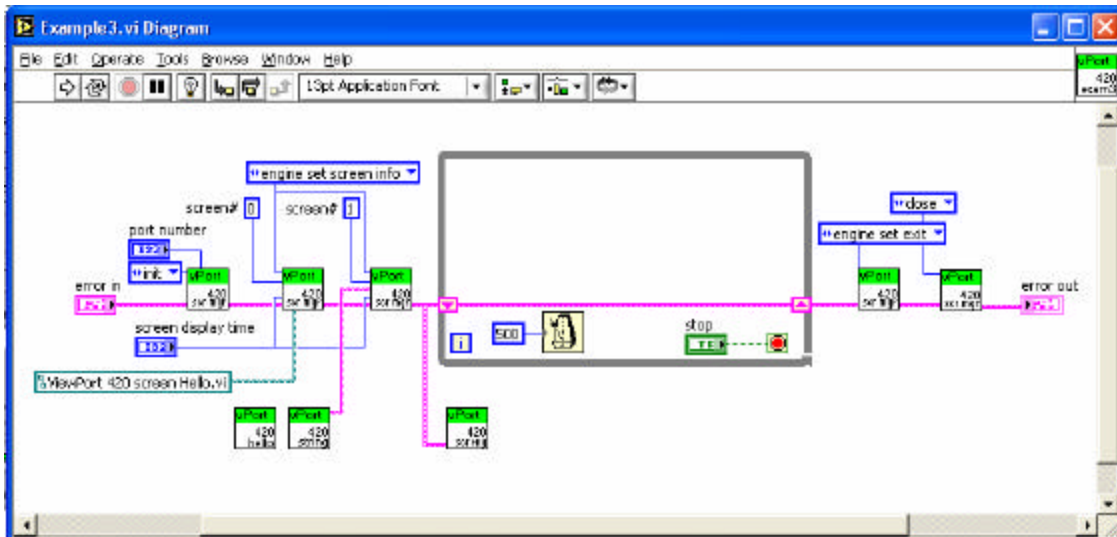 Example3.vi Diagram
File Edit Operate Tools Browse Window Help
13pt Application Font
vPort
420
engine set screen info
screen# 0
screen# 1
close
port number
engine set exit
init
vPort
420
vPort
420
vPort
420
vPort
420
vPort
420
error in
error out
screen display time
500
stop
TF
i
ViewPort 420 screen Hello.vi
vPort
420
hello
vPort
420
string
vPort
420